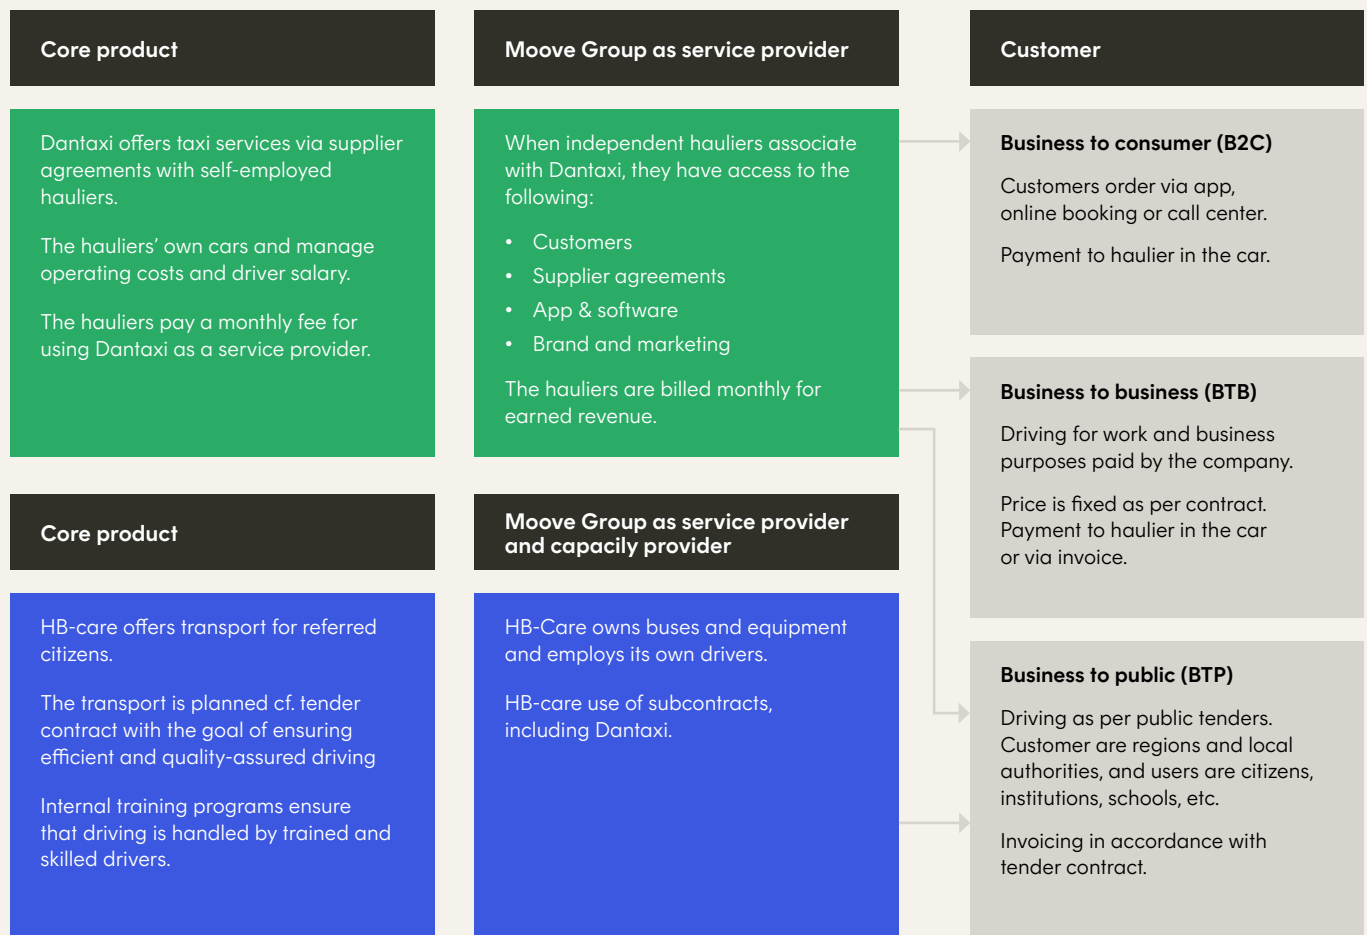 Core product
Dantaxi offers taxi services via supplier
agreements with self-employed
hauliers.
The hauliers' own cars and manage
operating costs and driver salary.
The hauliers pay a monthly fee for
using Dantaxi as a service provider.
Moove Group as service provider
When independent hauliers associate
with Dantaxi, they have access to the
following:
• Customers
• Supplier agreements
• App & software
• Brand and marketing
The hauliers are billed monthly for
earned revenue.
Core product
HB-care offers transport for referred
citizens.
The transport is planned cf. tender
contract with the goal of ensuring
efficient and quality-assured driving
Internal training programs ensure
that driving is handled by trained and
skilled drivers.
Moove Group as service provider
and capacily provider
HB-Care owns buses and equipment
and employs its own drivers.
HB-care use of subcontracts,
including Dantaxi.
Customer
Business to consumer (B2C)
Customers order via app,
online booking or call center.
Payment to haulier in the car.
Business to business (BTB)
Driving for work and business
purposes paid by the company.
Price is fixed as per contract.
Payment to haulier in the car
or via invoice.
Business to public (BTP)
Driving as per public tenders.
Customer are regions and local
authorities, and users are citizens,
institutions, schools, etc.
Invoicing in accordance with
tender contract.